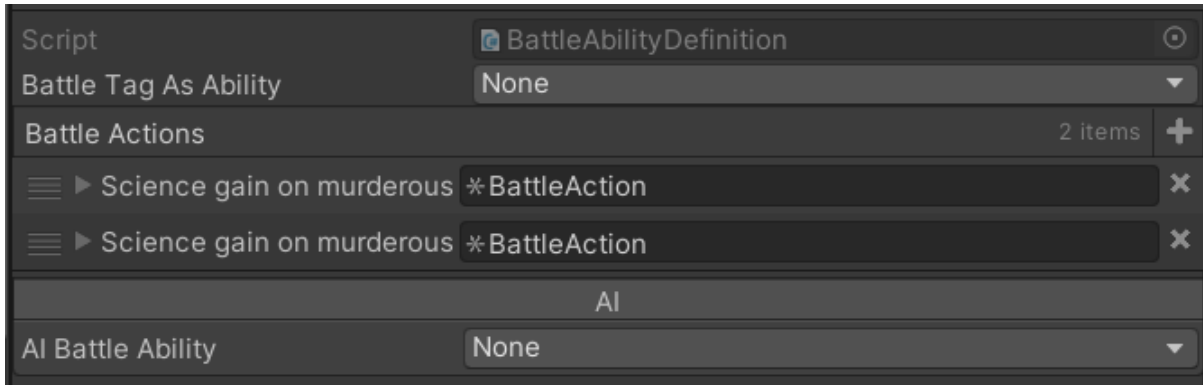 Script BattleAbilityDefinition
Battle Tag As Ability None
Battle Actions 2 items
Science gain on murderous BattleAction
Science gain on murderous BattleAction
AI
AI Battle Ability None